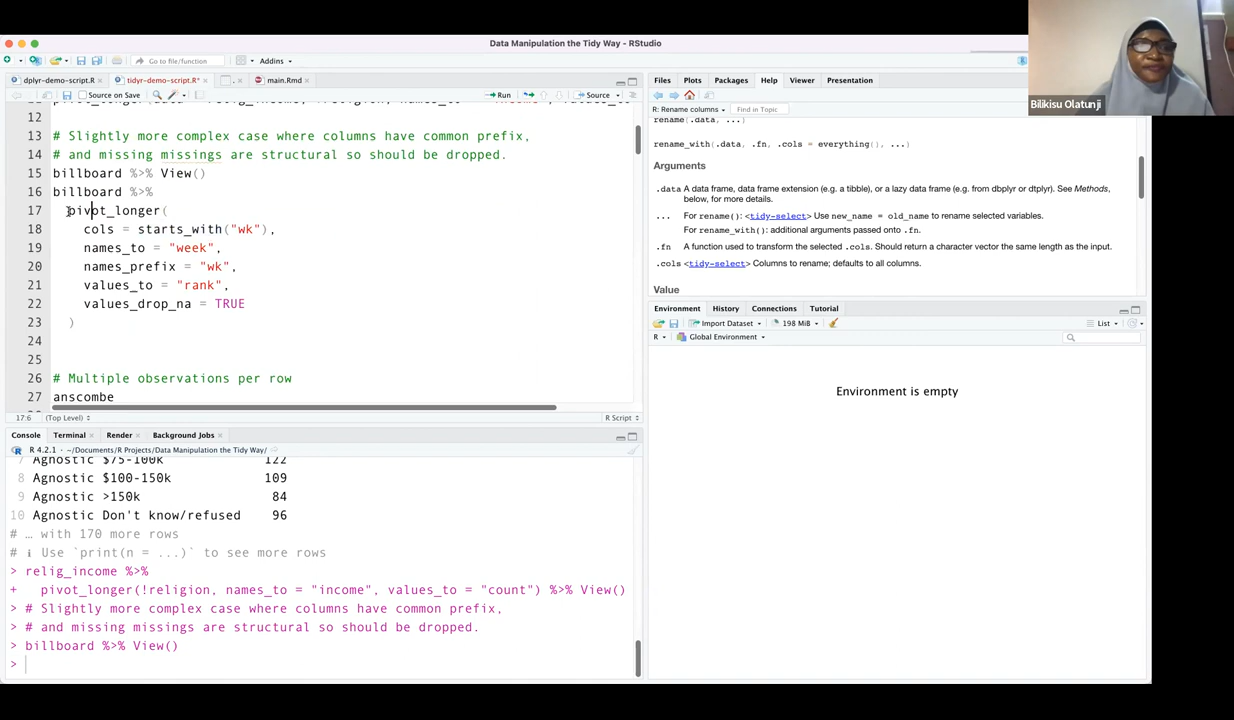 Data Manipulation the Tidy Way - RStudio
Go to file/function
Addins
dplyr-demo-script.R
tidyr-demo-script.R*
main.Rmd
Source on Save
Run
Source
12
13 # Slightly more complex case where columns have common prefix,
14 # and missing missings are structural so should be dropped.
15 billboard %>% View()
16 billboard %>%
17 pivot_longer(
18 cols = starts_with("wk"),
19 names_to = "week",
20 names_prefix = "wk",
21 values_to = "rank",
22 values_drop_na = TRUE
23 )
24
25
26 # Multiple observations per row
27 anscombe
17:6 (Top Level) R Script
Console Terminal Render Background Jobs
R 4.2.1 · ~/Documents/R Projects/Data Manipulation the Tidy Way/
7 Agnostic $75-100k 122
8 Agnostic $100-150k 109
9 Agnostic >150k 84
10 Agnostic Don't know/refused 96
# … with 170 more rows
# ℹ Use `print(n = ...)` to see more rows
> relig_income %>%
+ pivot_longer(!religion, names_to = "income", values_to = "count") %>% View()
> # Slightly more complex case where columns have common prefix,
> # and missing missings are structural so should be dropped.
> billboard %>% View()
>
Files Plots Packages Help Viewer Presentation
R: Rename columns Find in Topic
rename(.data, ...)
rename_with(.data, .fn, .cols = everything(), ...)
Arguments
.data A data frame, data frame extension (e.g. a tibble), or a lazy data frame (e.g. from dbplyr or dtplyr). See Methods,
below, for more details.
... For rename(): <tidy-select> Use new_name = old_name to rename selected variables.
For rename_with(): additional arguments passed onto .fn.
.fn A function used to transform the selected .cols. Should return a character vector the same length as the input.
.cols <tidy-select> Columns to rename; defaults to all columns.
Value
Environment History Connections Tutorial
Import Dataset 198 MiB List
R Global Environment
Environment is empty
Bilikisu Olatunji